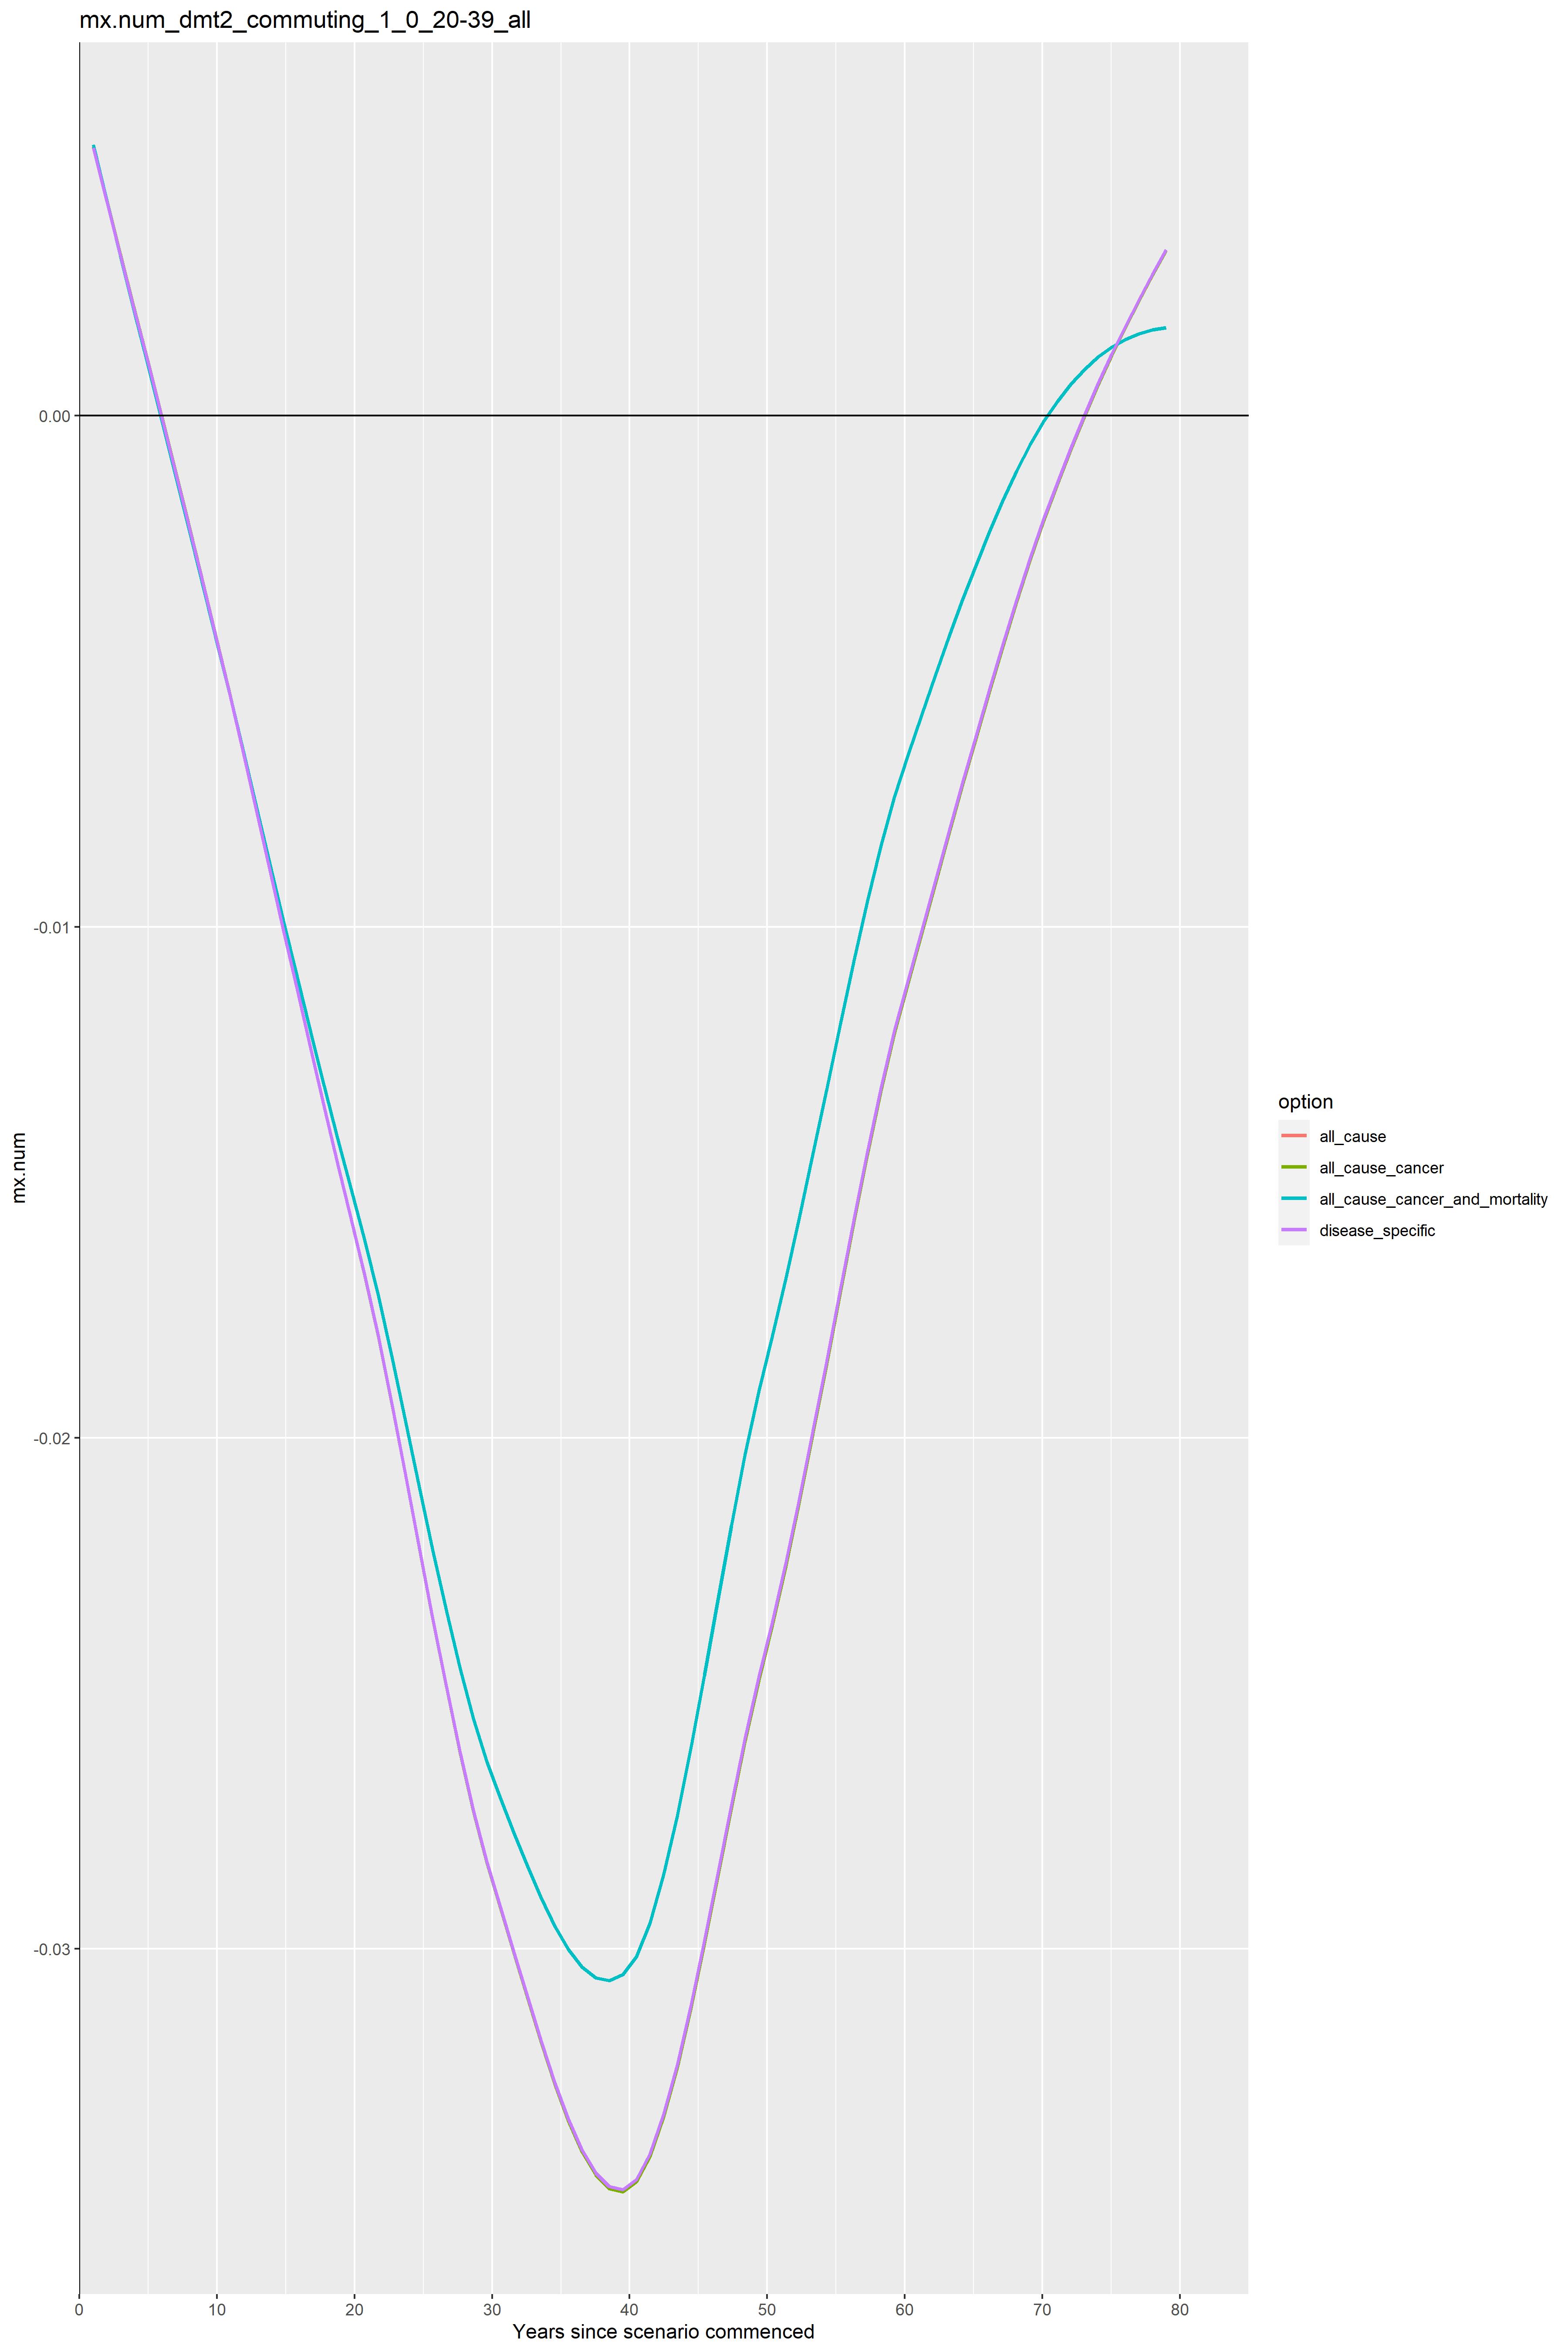 mx.num_dmt2_commuting_1_0_20-39_all
0.00
-0.01
-0.02
-0.03
mx.num
0 10 20 30 40 50 60 70 80
Years since scenario commenced
option
all_cause
all_cause_cancer
all_cause_cancer_and_mortality
disease_specific